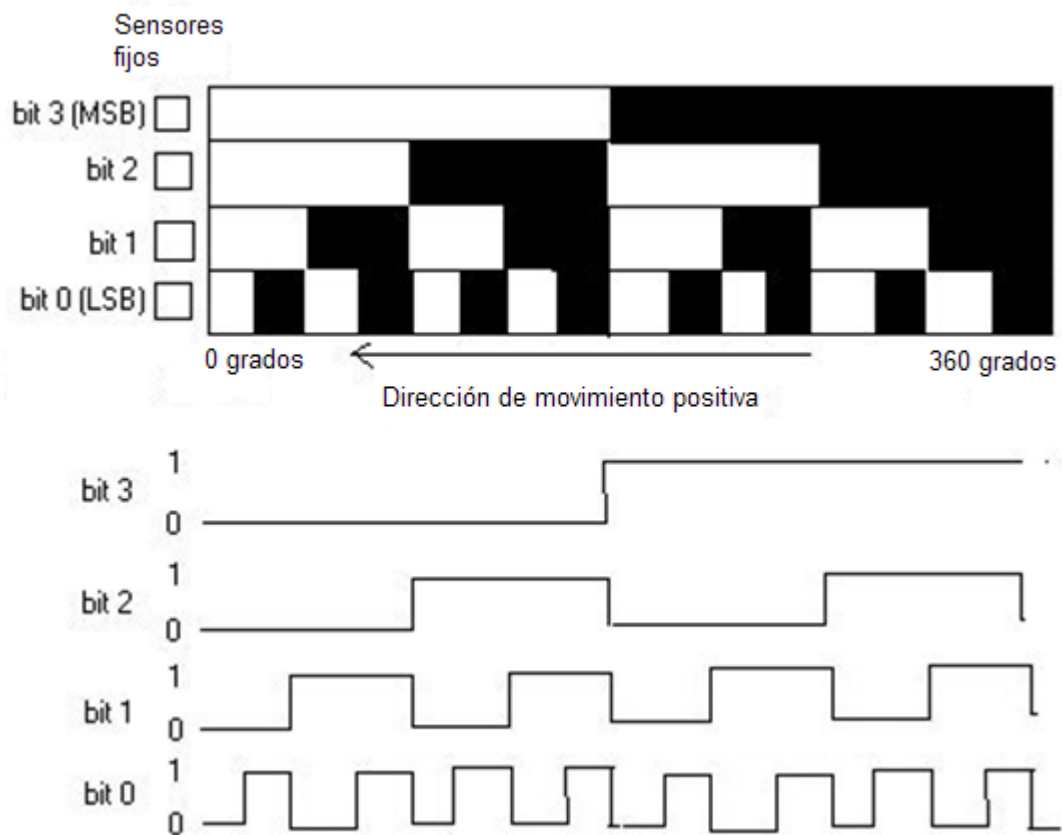 Sensores
fijos
bit 3 (MSB)
bit 2
bit 1
bit 0 (LSB)
0 grados
360 grados
Dirección de movimiento positiva
1
bit 3
0
1
bit 2
0
1
bit 1
0
1
bit 0
0